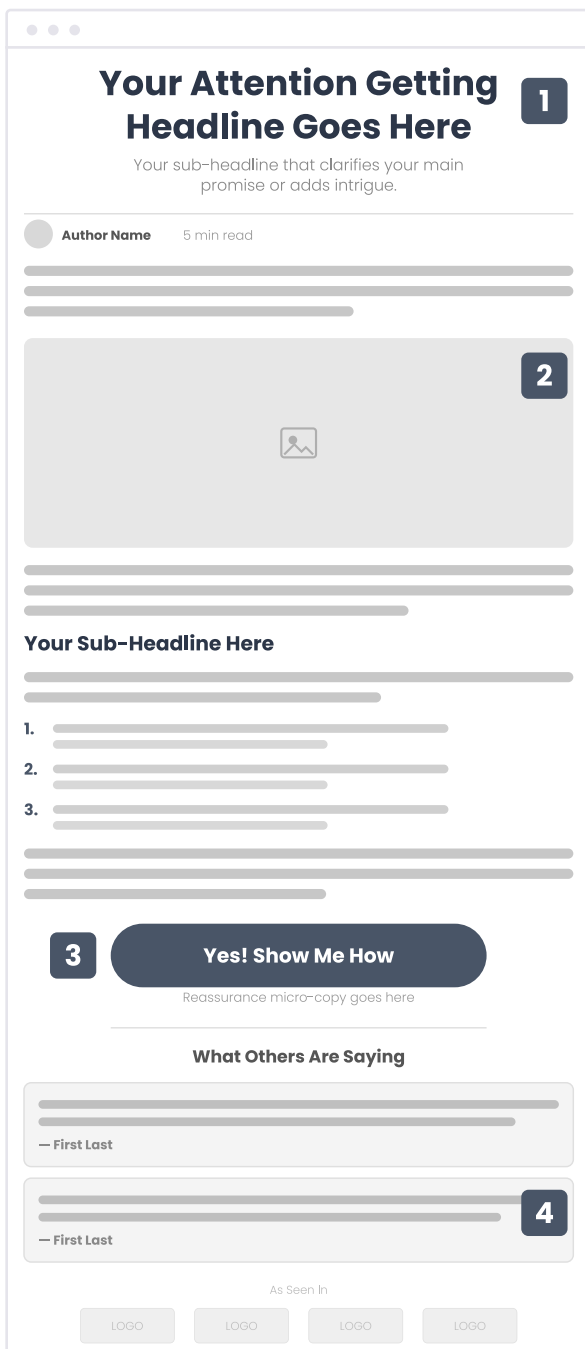 Your Attention Getting
Headline Goes Here
1
Your sub-headline that clarifies your main
promise or adds intrigue.
Author Name 5 min read
2
Your Sub-Headline Here
1.
2.
3.
3
Yes! Show Me How
Reassurance micro-copy goes here
What Others Are Saying
— First Last
4
— First Last
As Seen In
LOGO LOGO LOGO LOGO